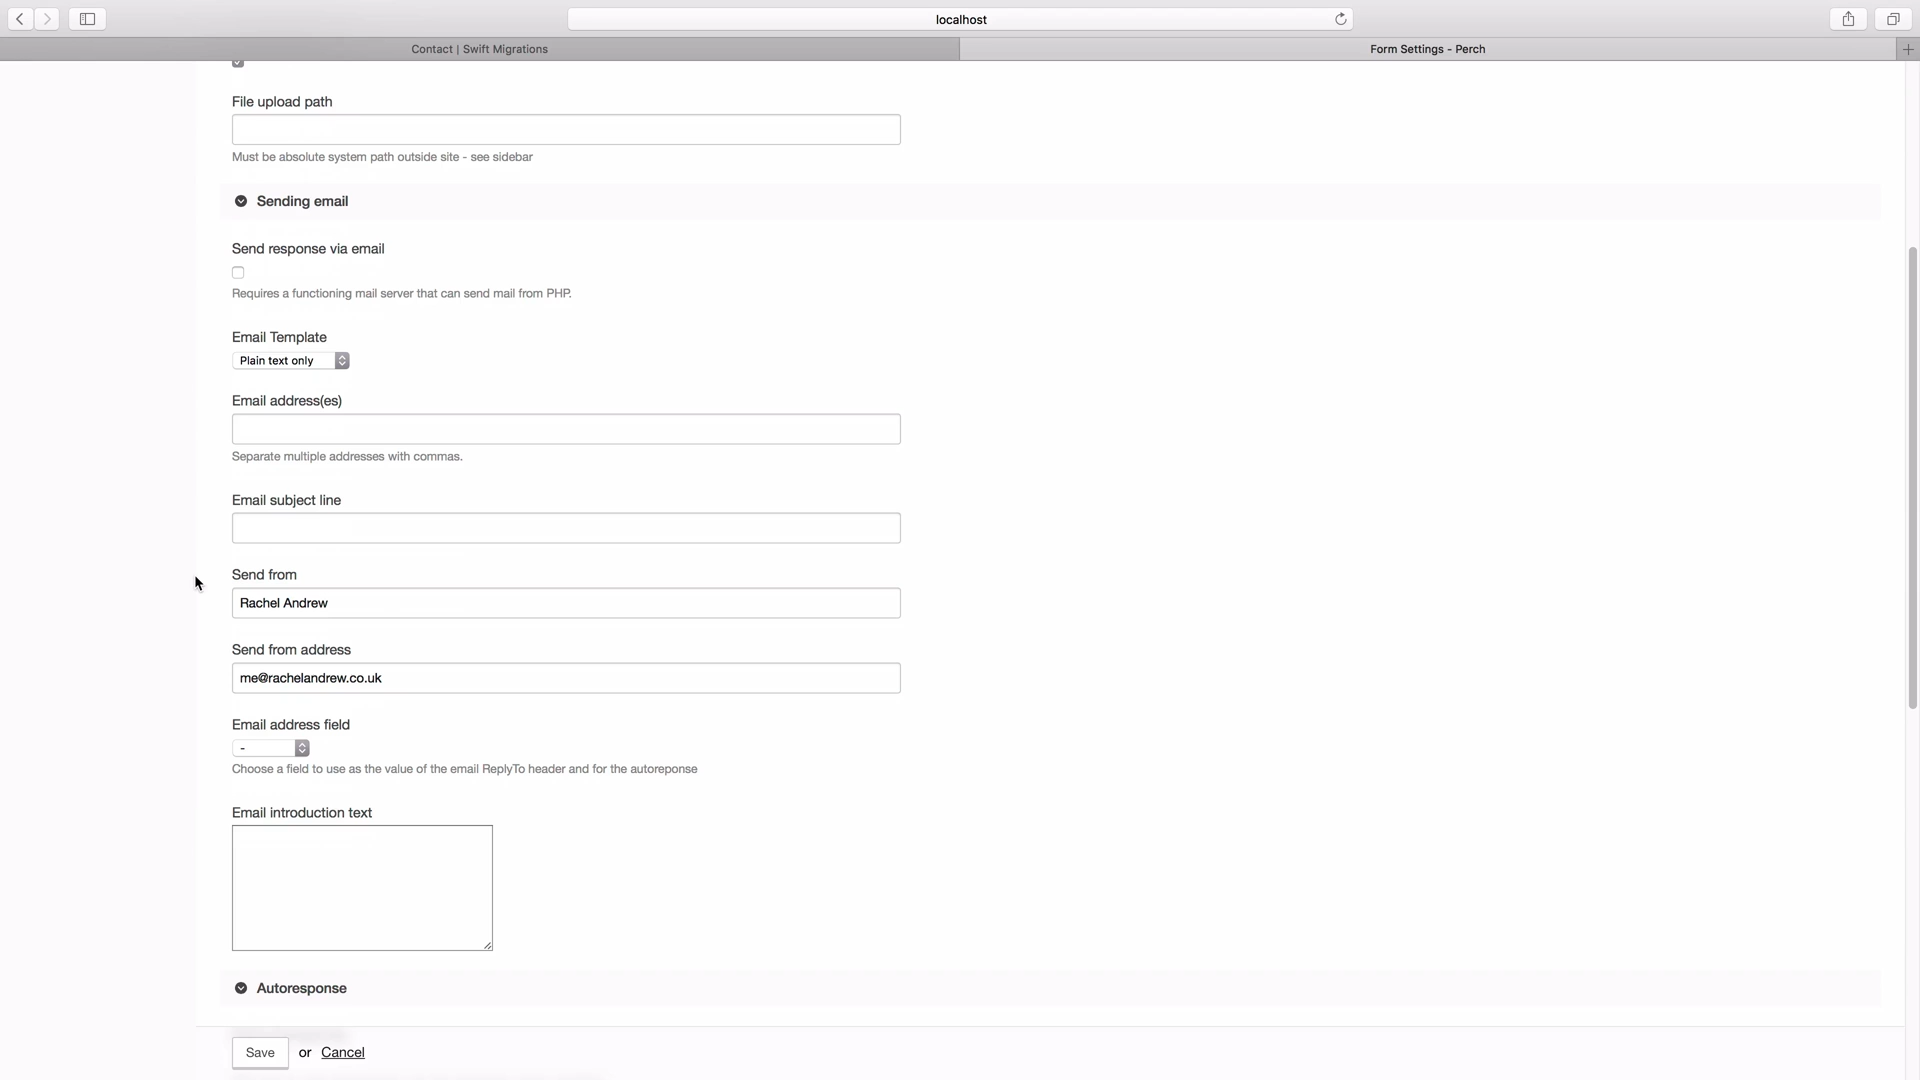 localhost
Contact | Swift Migrations
Form Settings - Perch
File upload path
Must be absolute system path outside site - see sidebar
Sending email
Send response via email
Requires a functioning mail server that can send mail from PHP.
Email Template
Plain text only
Email address(es)
Separate multiple addresses with commas.
Email subject line
Send from
Rachel Andrew
Send from address
me@rachelandrew.co.uk
Email address field
-
Choose a field to use as the value of the email ReplyTo header and for the autoreponse
Email introduction text
Autoresponse
Save or Cancel